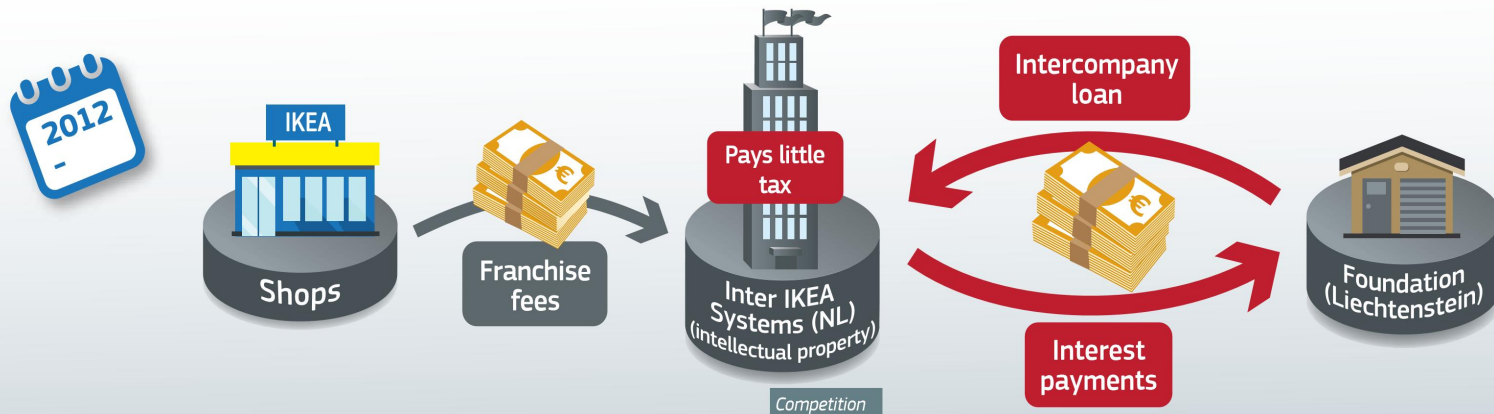 2012
-
IKEA
Shops
Franchise
fees
Pays little
tax
Inter IKEA
Systems (NL)
(intellectual property)
Intercompany
loan
Interest
payments
Foundation
(Liechtenstein)
Competition